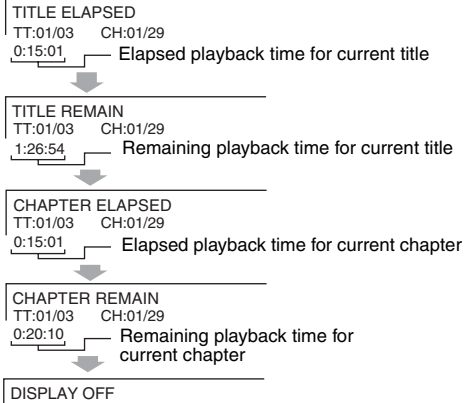 TITLE ELAPSED
TT:01/03 CH:01/29
0:15:01 Elapsed playback time for current title
TITLE REMAIN
TT:01/03 CH:01/29
1:26:54 Remaining playback time for current title
CHAPTER ELAPSED
TT:01/03 CH:01/29
0:15:01 Elapsed playback time for current chapter
CHAPTER REMAIN
TT:01/03 CH:01/29
0:20:10 Remaining playback time for
current chapter
DISPLAY OFF